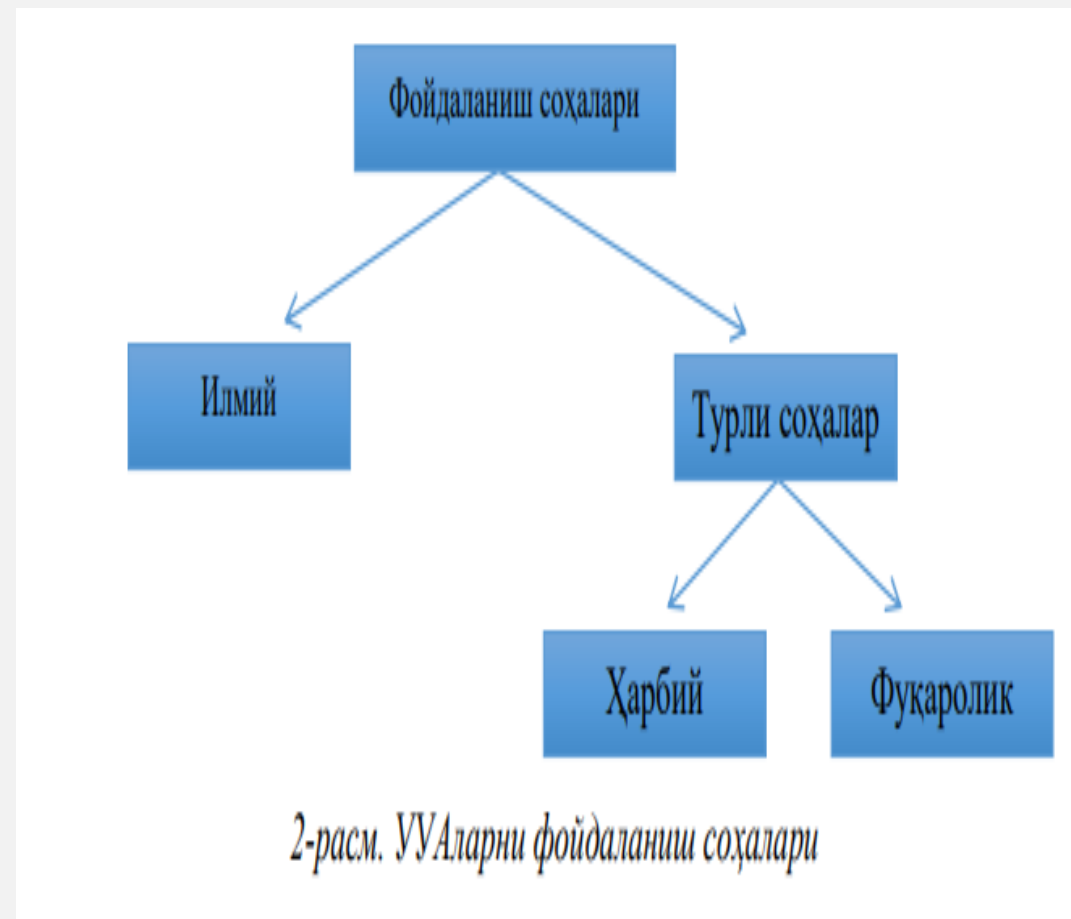 Фойдаланиш соҳалари
Илмий
Турли соҳалар
Ҳарбий
Фуқаролик
2-расм. УУАларни фойдаланиш соҳалари